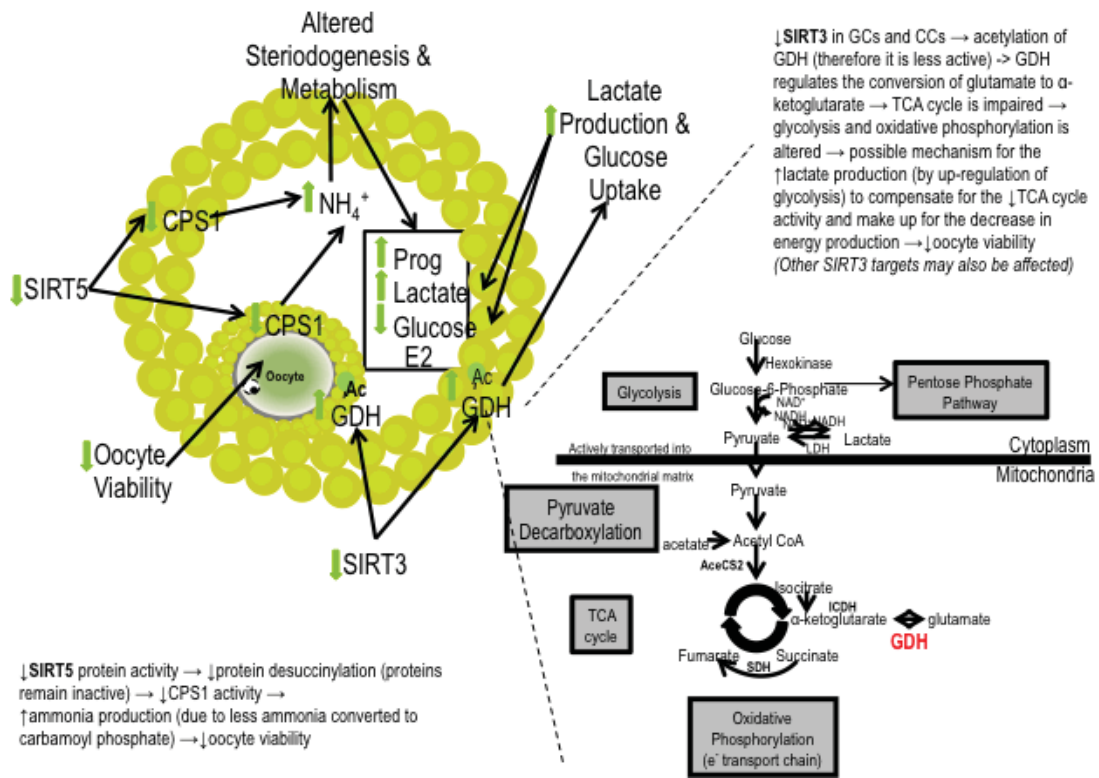 Altered
Steriodogenesis &
Metabolism
Lactate
Production &
Glucose
Uptake
↓SIRT3 in GCs and CCs → acetylation of
GDH (therefore it is less active) -> GDH
regulates the conversion of glutamate to α-
ketoglutarate → TCA cycle is impaired →
glycolysis and oxidative phosphorylation is
altered → possible mechanism for the
↑lactate production (by up-regulation of
glycolysis) to compensate for the ↓TCA cycle
activity and make up for the decrease in
energy production →↓oocyte viability
(Other SIRT3 targets may also be affected)
CPS1
NH₄⁺
SIRT5
Prog
Lactate
Glucose
E2
CPS1
Oocyte
Ac
GDH
Ac
GDH
Oocyte
Viability
SIRT3
Glucose
Hexokinase
Glycolysis
Glucose-6-Phosphate
Pentose Phosphate
Pathway
NAD⁺
NADH
NADH
Pyruvate
Lactate
LDH
Cytoplasm
Actively transported into
Mitochondria
the mitochondrial matrix
Pyruvate
Pyruvate
Decarboxylation
acetate
Acetyl CoA
AceCS2
Isocitrate
ICDH
TCA
cycle
α-ketoglutarate
glutamate
GDH
Fumarate
SDH
Succinate
Oxidative
Phosphorylation
(e⁻ transport chain)
↓SIRT5 protein activity → ↓protein desuccinylation (proteins
remain inactive) → ↓CPS1 activity →
↑ammonia production (due to less ammonia converted to
carbamoyl phosphate) →↓oocyte viability